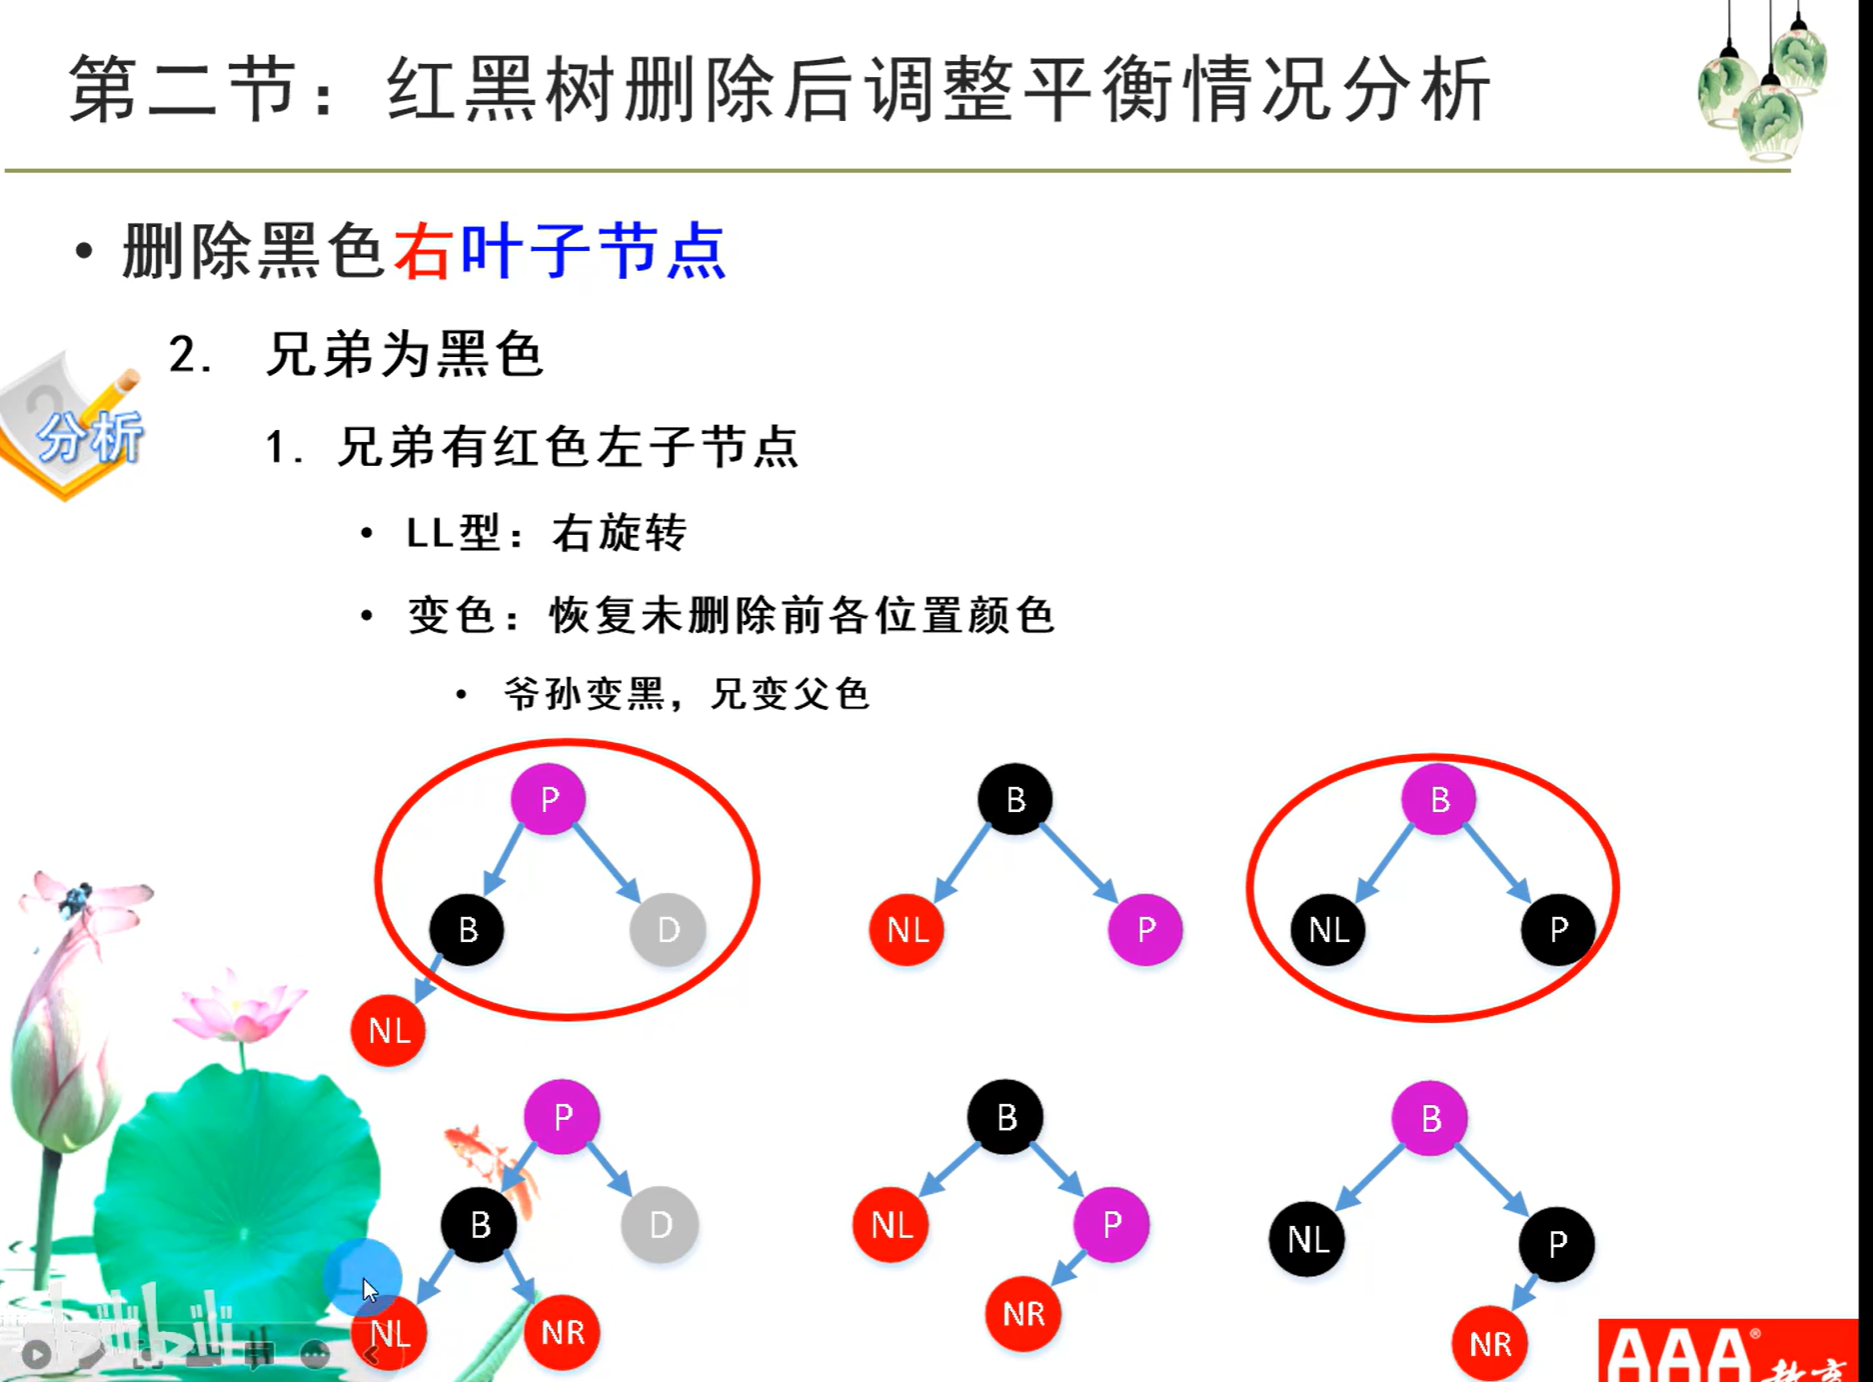 第二节：红黑树删除后调整平衡情况分析
• 删除黑色右叶子节点
2. 兄弟为黑色
分析
1. 兄弟有红色左子节点
• LL型：右旋转
• 变色：恢复未删除前各位置颜色
• 爷孙变黑，兄变父色
P B B
B D NL P NL P
NL
P B B
B D NL P NL P
NL NR NR NR
bilibili
AAA®
教育